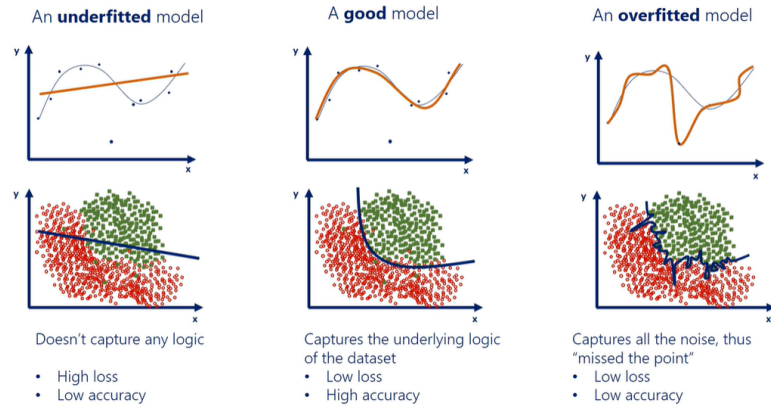 An underfitted model
A good model
An overfitted model
y
x
y
x
y
x
y
x
y
x
y
x
Doesn't capture any logic
• High loss
• Low accuracy
Captures the underlying logic
of the dataset
• Low loss
• High accuracy
Captures all the noise, thus
“missed the point”
• Low loss
• Low accuracy